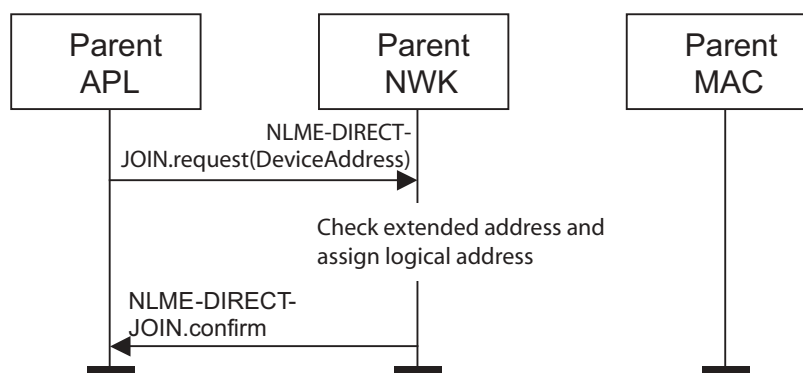 Parent
APL
Parent
NWK
Parent
MAC
NLME-DIRECT-
JOIN.request(DeviceAddress)
Check extended address and
assign logical address
NLME-DIRECT-
JOIN.confirm